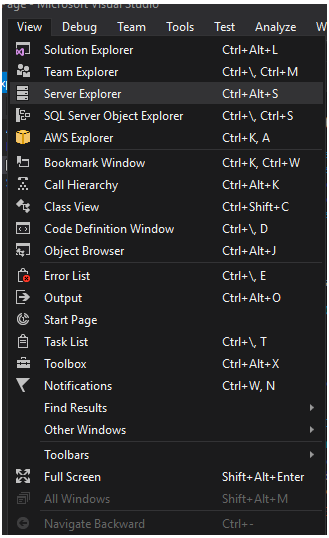 age - Microsoft Visual Studio
View Debug Team Tools Test Analyze W
Solution Explorer Ctrl+Alt+L
Team Explorer Ctrl+\, Ctrl+M
Server Explorer Ctrl+Alt+S
SQL Server Object Explorer Ctrl+\, Ctrl+S
AWS Explorer Ctrl+K, A
Bookmark Window Ctrl+K, Ctrl+W
Call Hierarchy Ctrl+Alt+K
Class View Ctrl+Shift+C
Code Definition Window Ctrl+\, D
Object Browser Ctrl+Alt+J
Error List Ctrl+\, E
Output Ctrl+Alt+O
Start Page
Task List Ctrl+\, T
Toolbox Ctrl+Alt+X
Notifications Ctrl+W, N
Find Results
Other Windows
Toolbars
Full Screen Shift+Alt+Enter
All Windows Shift+Alt+M
Navigate Backward Ctrl+-